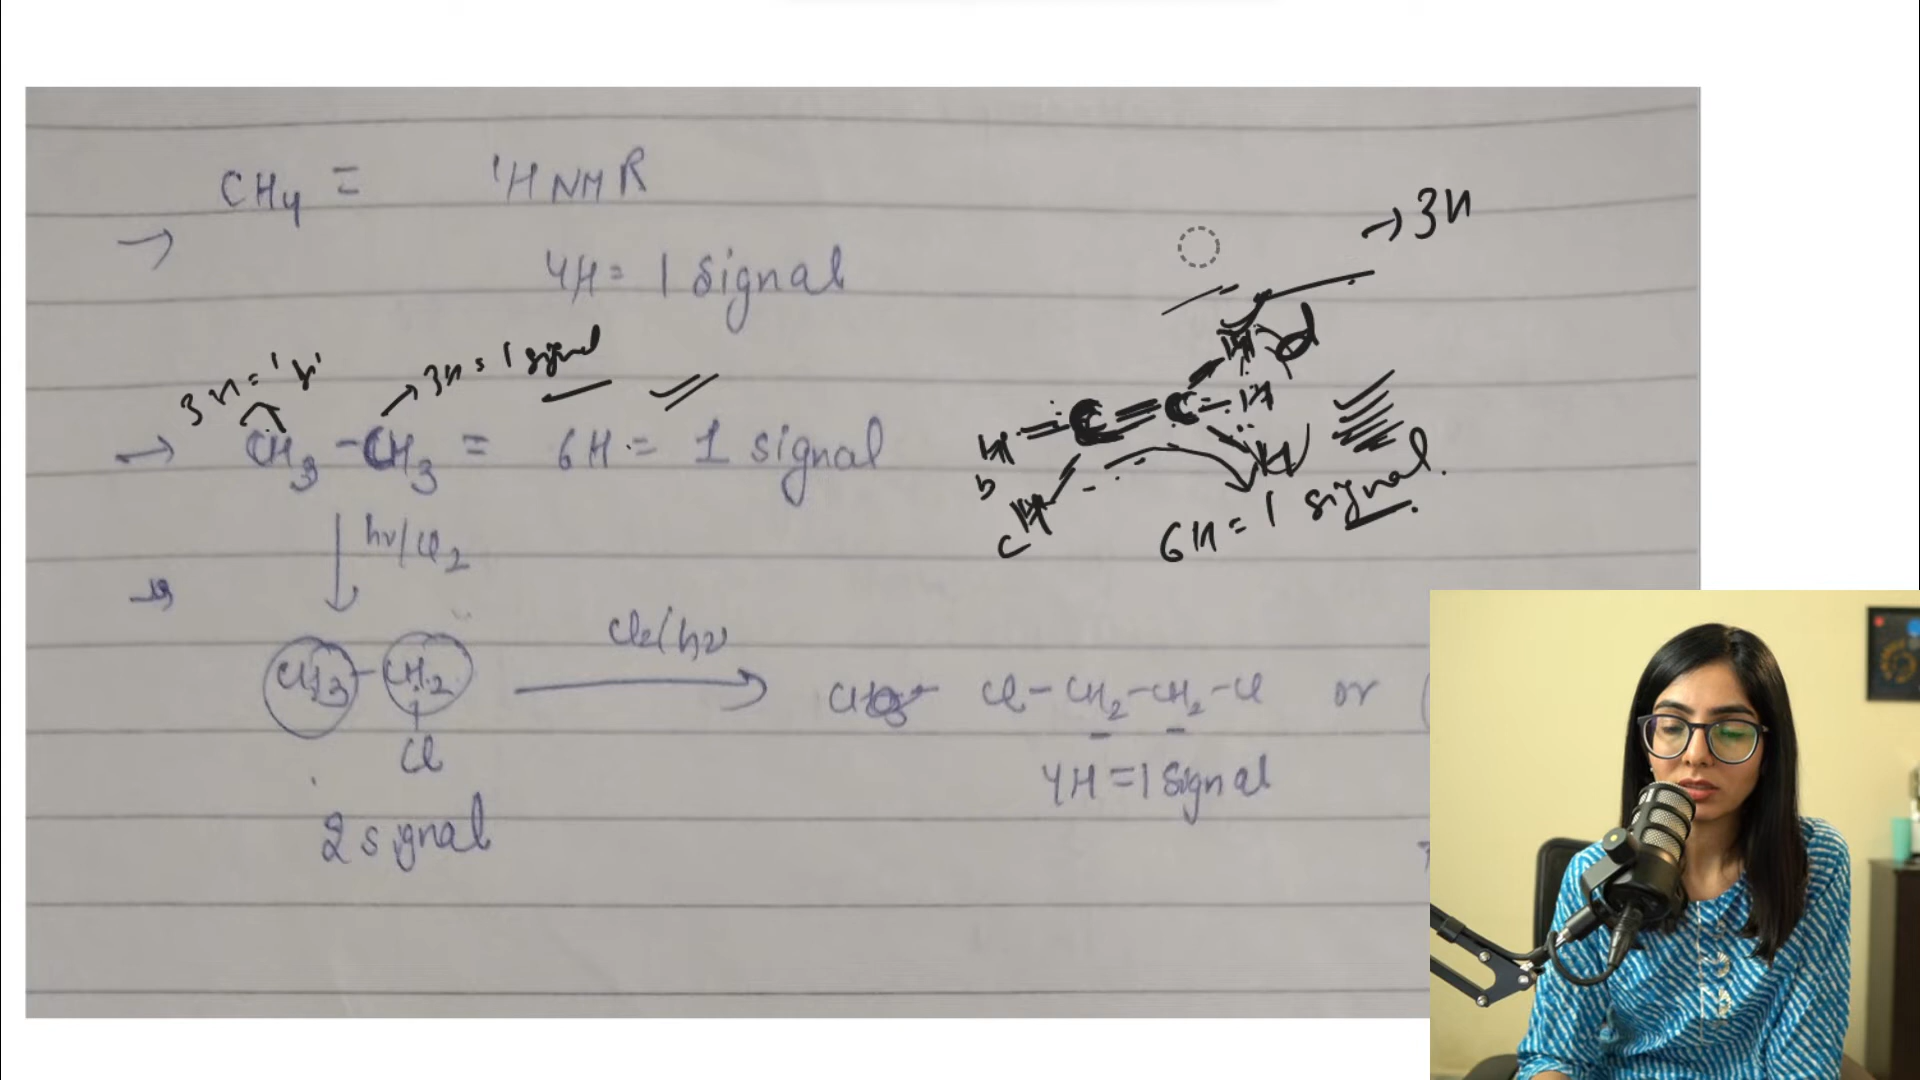 CH4 = ¹H NMR
4H = 1 Signal
3H = 1 signal
→ 3H
→ CH3 - CH3 = 6H = 1 signal
hν/Cl2
C C
H
b
c
6H = 1 signal.
CH3 - CH2
Cl
2 signal
Cl2/hν
Cl - CH2 - CH2 - Cl or
4H = 1 Signal